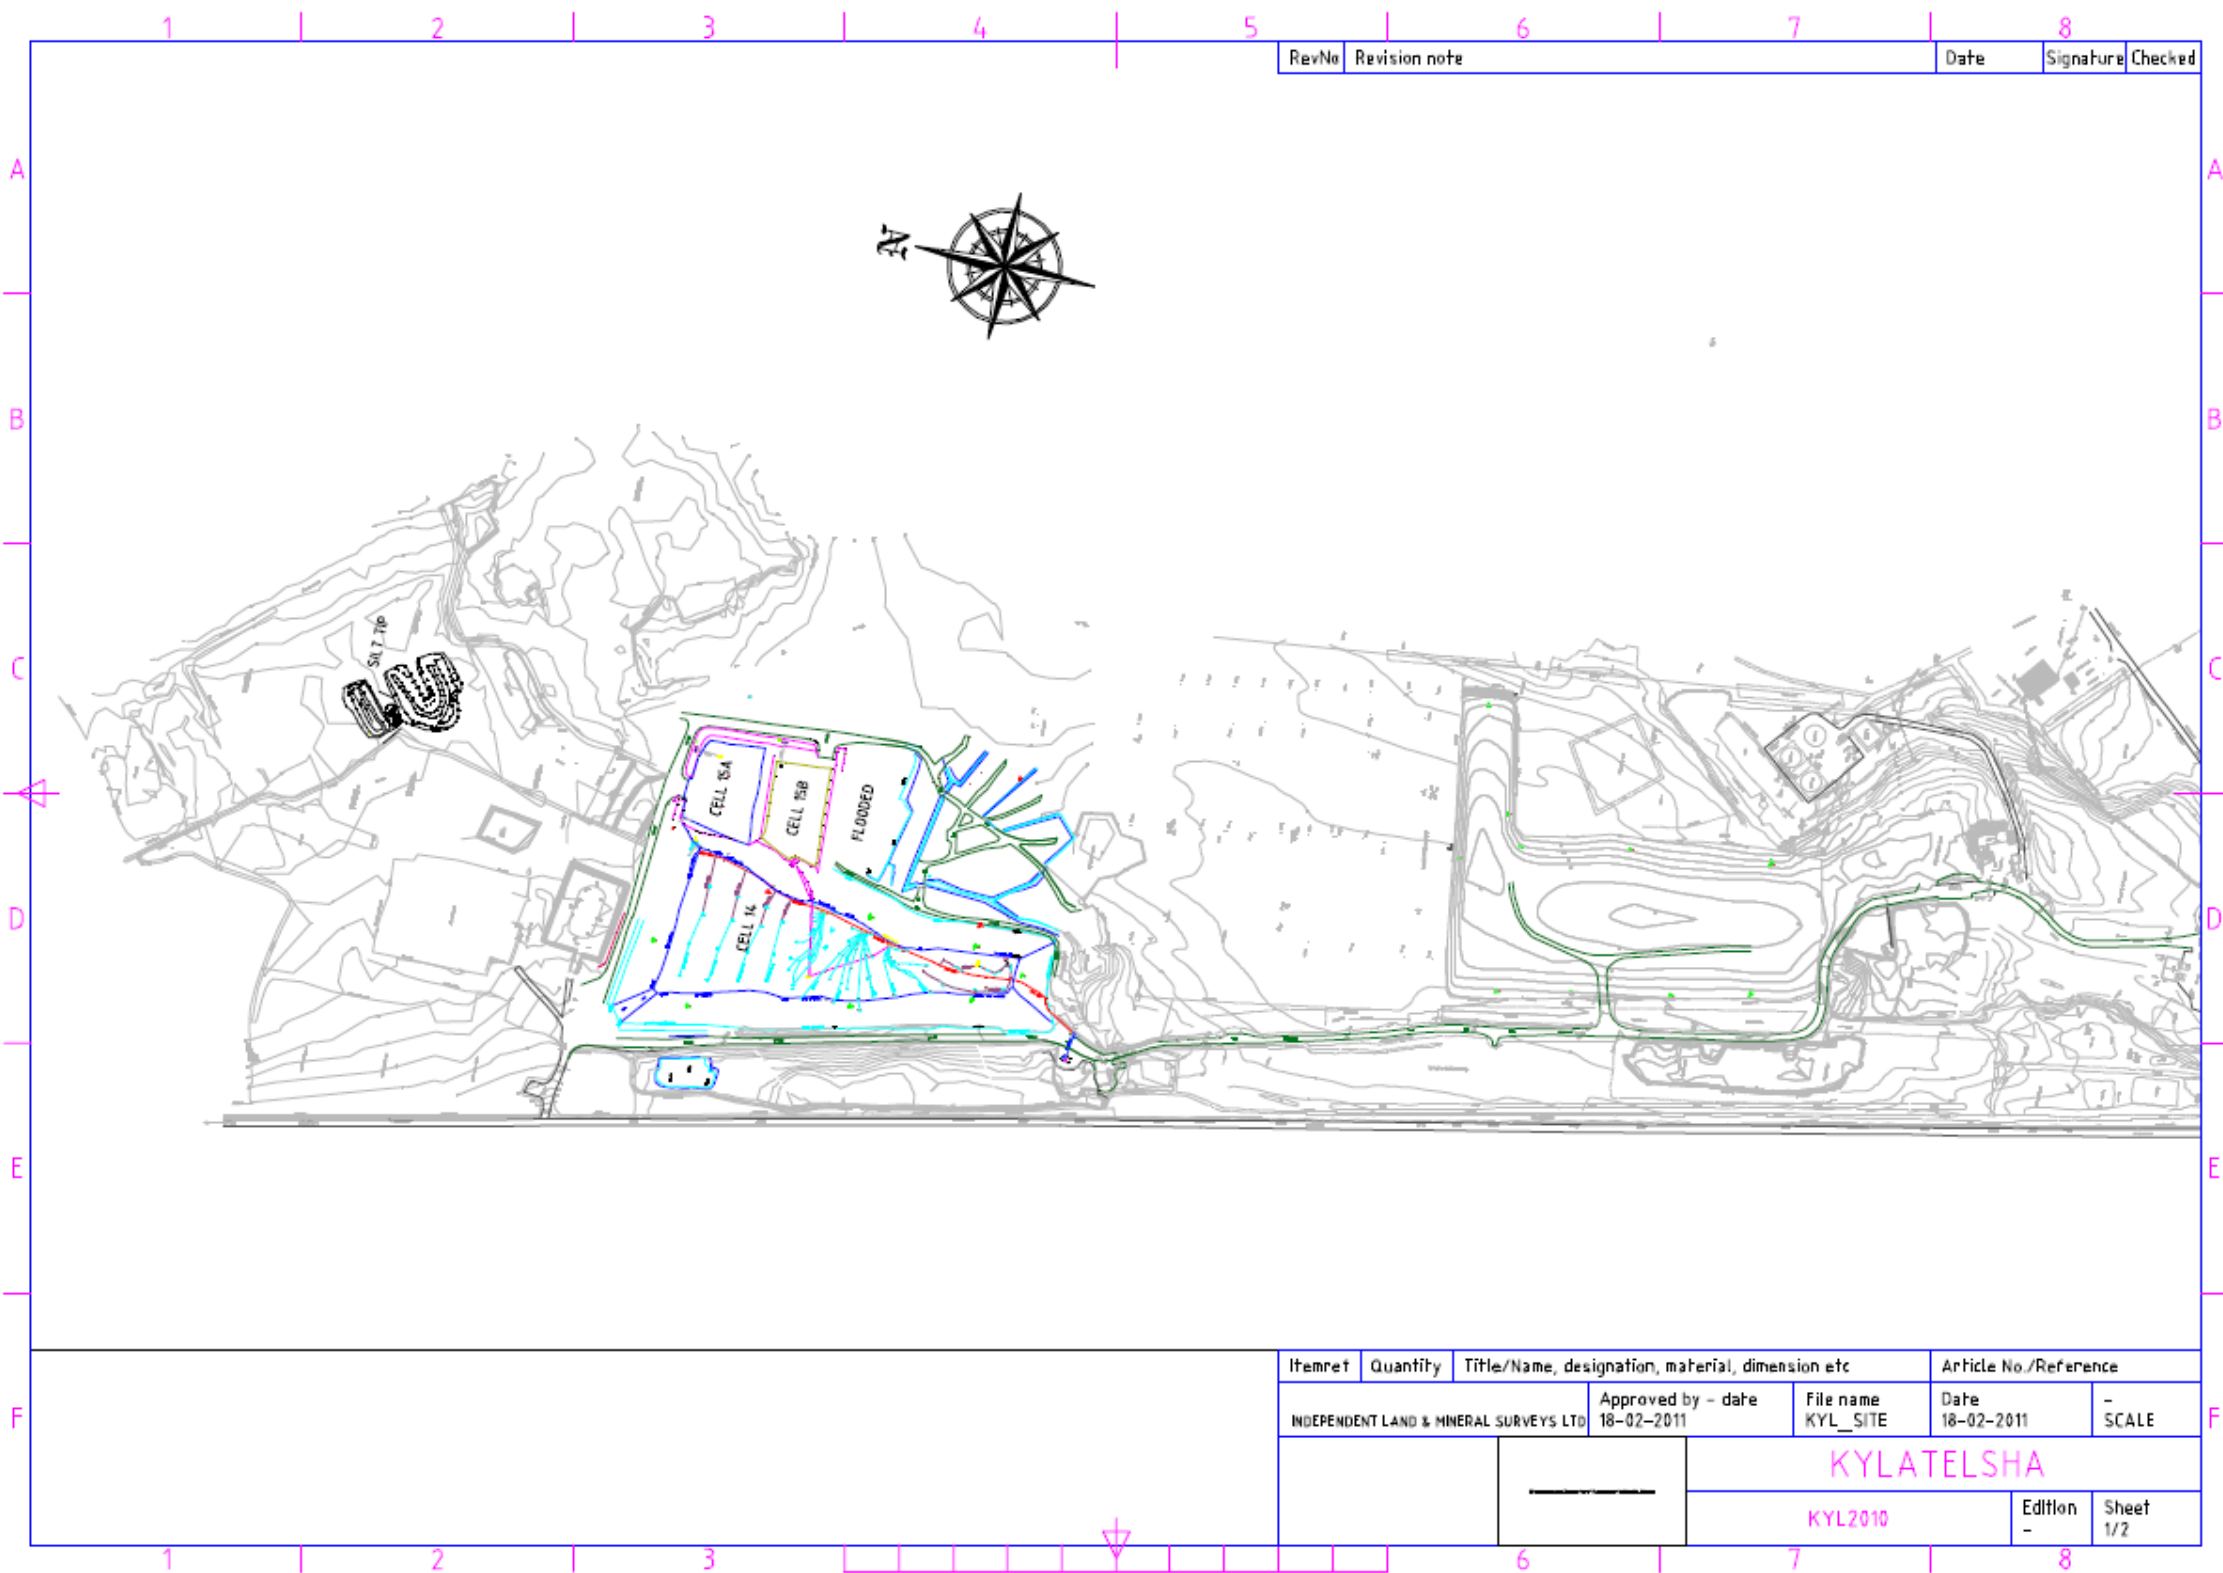 1 2 3 4 5 6 7 8
RevNo Revision note Date Signature Checked
A A
N
B B
SILT TIP
C C
CELL 15A
CELL 15B
FLOODED
CELL 14
D D
E E
Itemref Quantity Title/Name, designation, material, dimension etc Article No./Reference
INDEPENDENT LAND & MINERAL SURVEYS LTD
Approved by - date
18-02-2011
File name
KYL_SITE
Date
18-02-2011
-
SCALE
F F
KYLATELSHA
KYL2010
Edition
-
Sheet
1/2
1 2 3 6 7 8